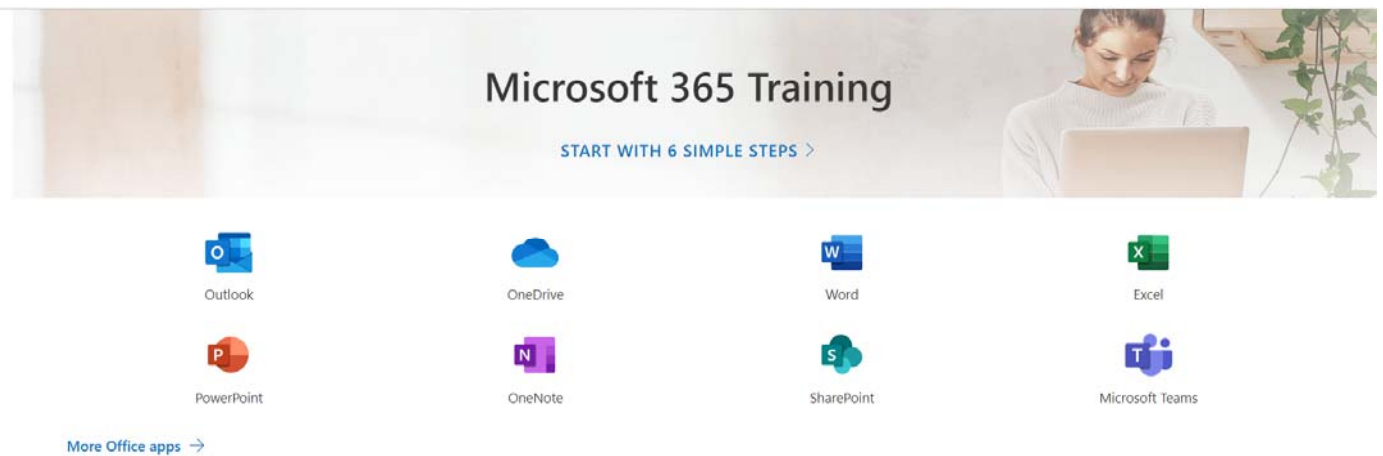 Microsoft 365 Training
START WITH 6 SIMPLE STEPS >
O
W
X
Outlook
OneDrive
Word
Excel
P
N
S
T
PowerPoint
OneNote
SharePoint
Microsoft Teams
More Office apps →